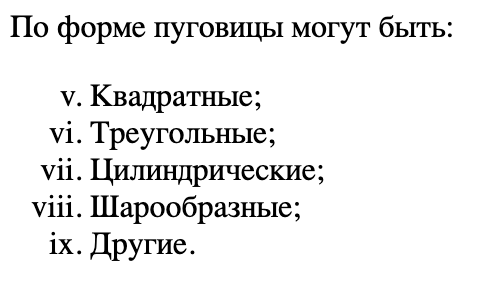 По форме пуговицы могут быть:
v. Квадратные;
vi. Треугольные;
vii. Цилиндрические;
viii. Шарообразные;
ix. Другие.